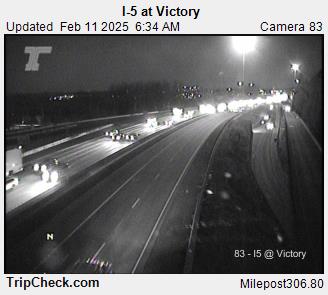 I-5 at Victory
Updated Feb 11 2025 6:34 AM Camera 83
T
N
83 - I5 @ Victory
TripCheck.com Milepost306.80